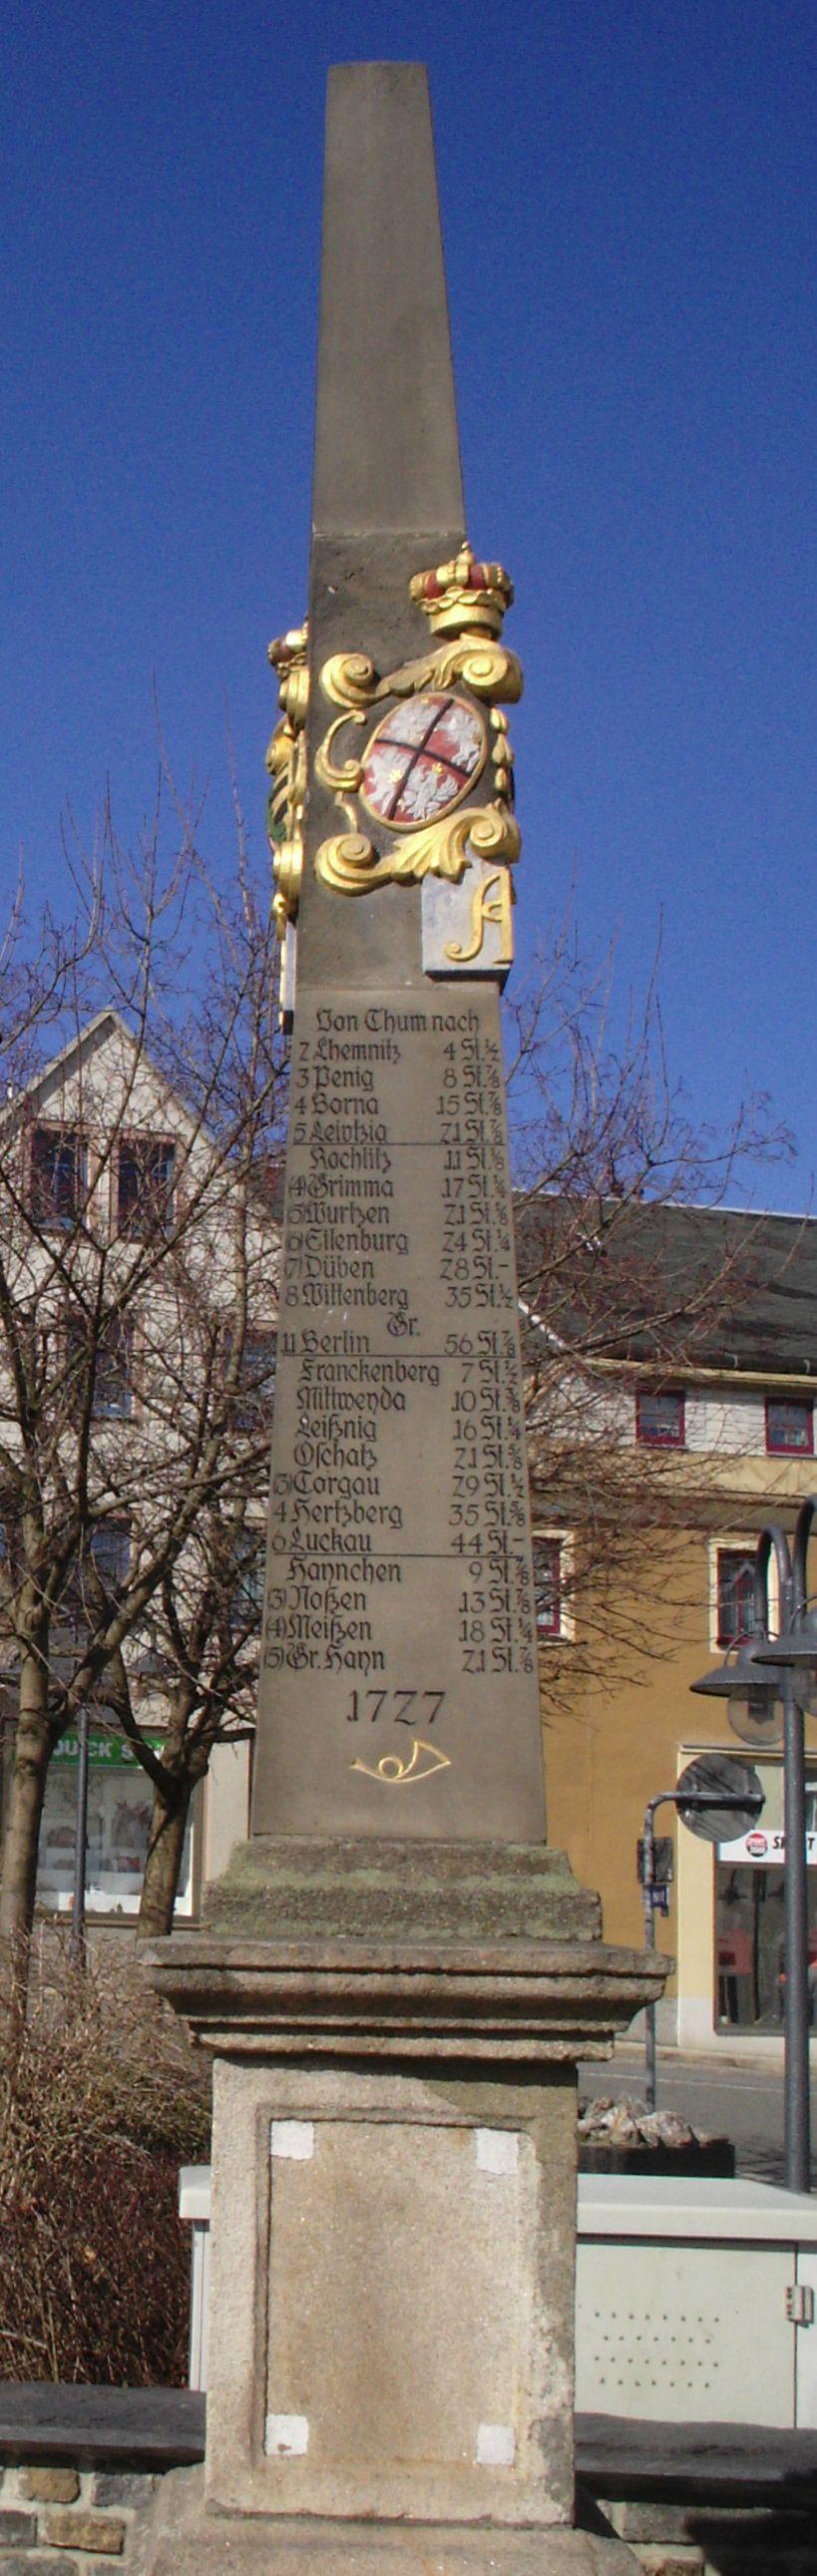 A
Von Thum nach
2 Chemnitz 4 St. ½
3 Penig 8 St. ⅞
4 Borna 15 St. ⅞
5 Leiptzig 21 St. ⅞
Rochlitz 11 St. ⅛
(4) Grimma 17 St. ¼
(5) Wurtzen 21 St. ⅛
(6) Eilenburg 24 St. ¼
(7) Düben 28 St. -
8 Wittenberg 35 St. ½
Gr.
11 Berlin 56 St. ⅞
Franckenberg 7 St. ½
Mittweyda 10 St. ⅜
Leißnig 16 St. ¼
Oschatz 21 St. ⅝
(3) Torgau 29 St. ½
4 Hertzberg 35 St. ⅝
6 Luckau 44 St. -
Haynchen 9 St. ⅞
(3) Noßen 13 St. ⅞
(4) Meißen 18 St. ¼
(5) Gr. Hayn 21 St. ⅞
1727
QUICK